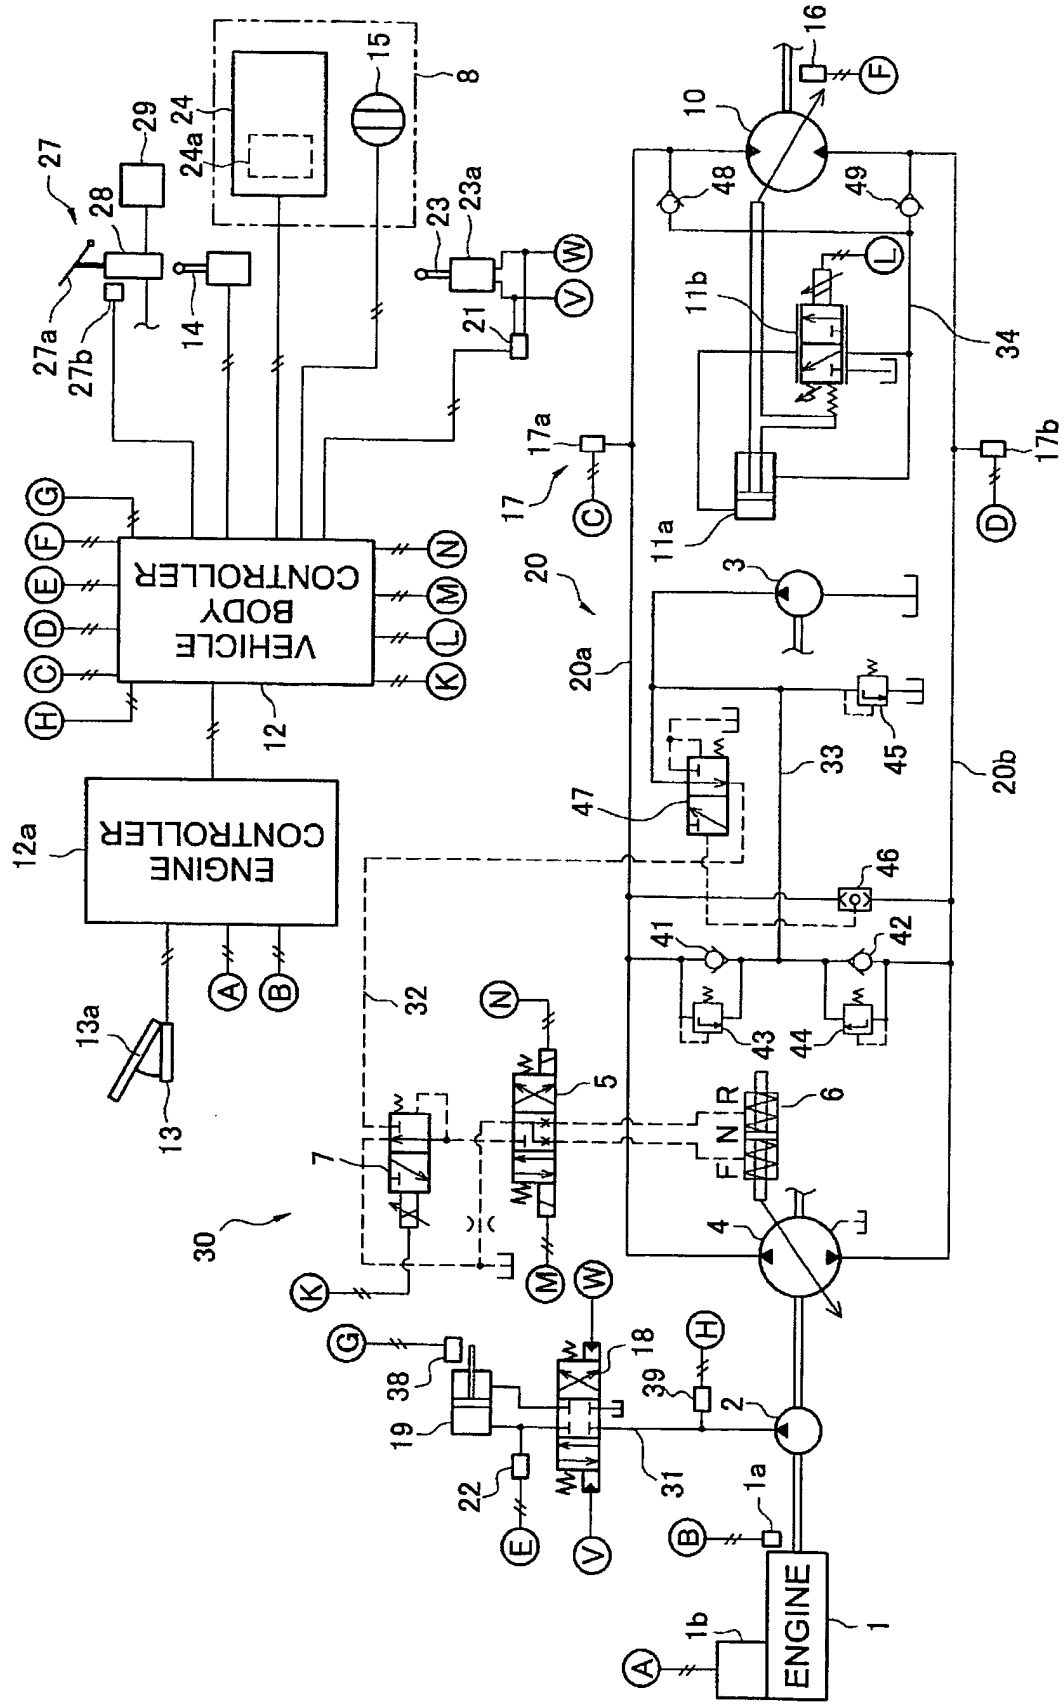 27
27a
28
29
27b
14
24
24a
15
8
23
23a
21
V
W
H
C
D
E
F
G
VEHICLE
BODY
CONTROLLER
12
K
L
M
N
12a
ENGINE
CONTROLLER
13a
13
A
B
30
K
7
32
N
5
M
G
38
19
22
E
V
W
18
31
39
H
2
B
1a
1b
A
ENGINE
1
4
F N R
6
41
42
43
44
46
47
33
45
20
20a
20b
3
17
17a
C
17b
D
11a
11b
L
34
48
49
10
16
F